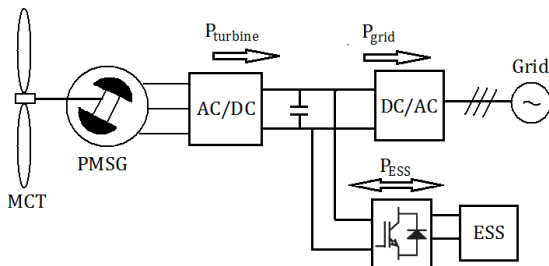 P_turbine
P_grid
Grid
AC/DC
DC/AC
~
PMSG
MCT
P_ESS
ESS